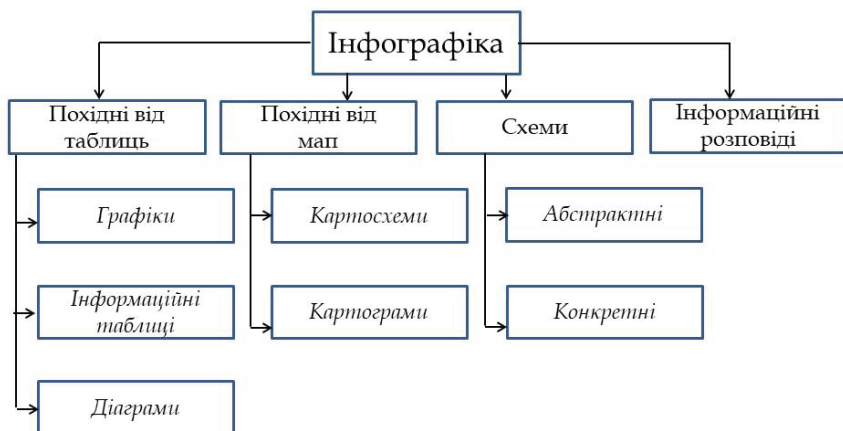 Інфографіка
Похідні від
таблиць
Похідні від
мап
Схеми
Інформаційні
розповіді
Графіки
Картосхеми
Абстрактні
Інформаційні
таблиці
Картограми
Конкретні
Діаграми